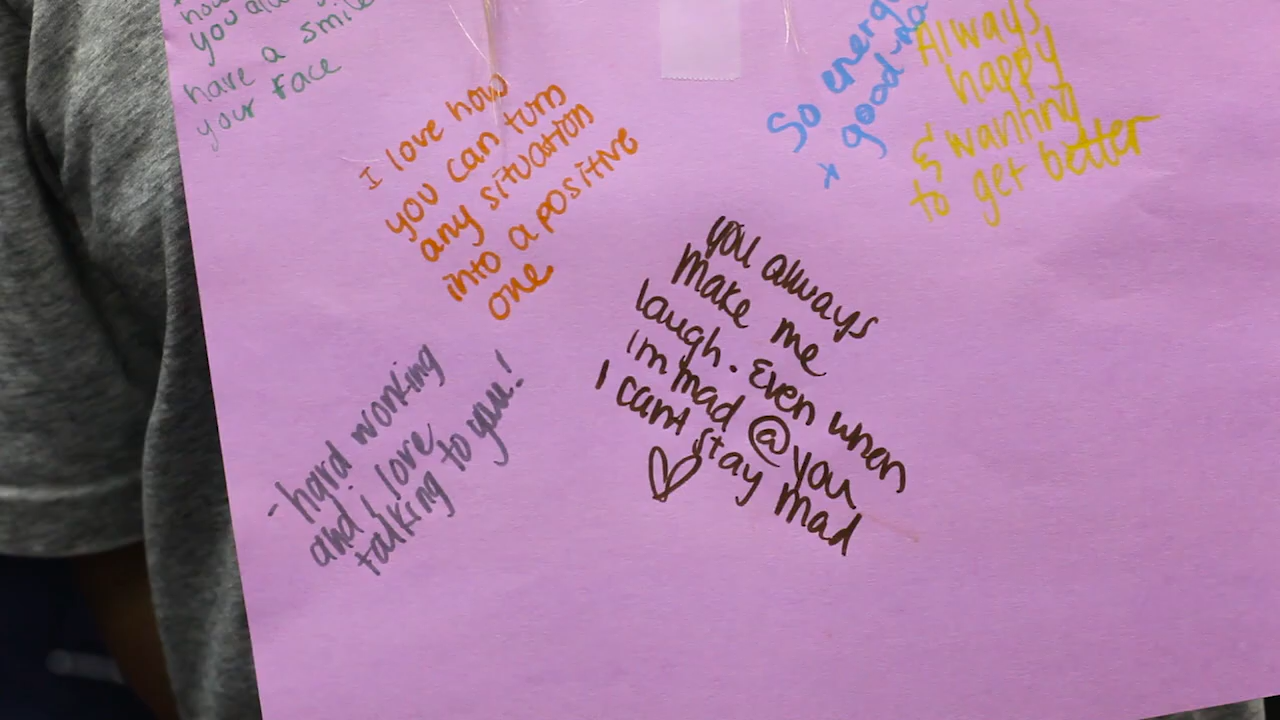 you
have a smile
your face
I love how
you can turn
any situation
into a positive
one
So
+ good
Always
happy
& wanting
to get better
you always
make me
laugh. Even when
im mad @ you
I cant stay mad
- hard working
and i love
talking to you!